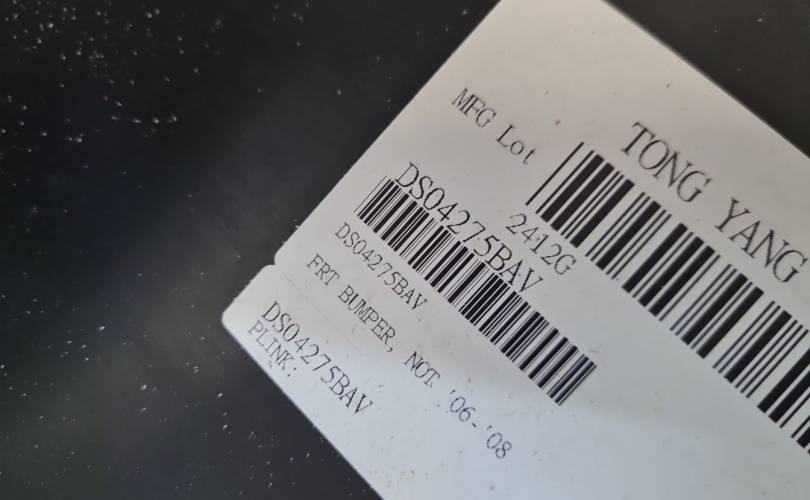 TONG YANG
MFG Lot
2412G
DS04275BAV
DS04275BAV
FRT BUMPER, NOT '06-'08
DS04275BAV
PLINK: